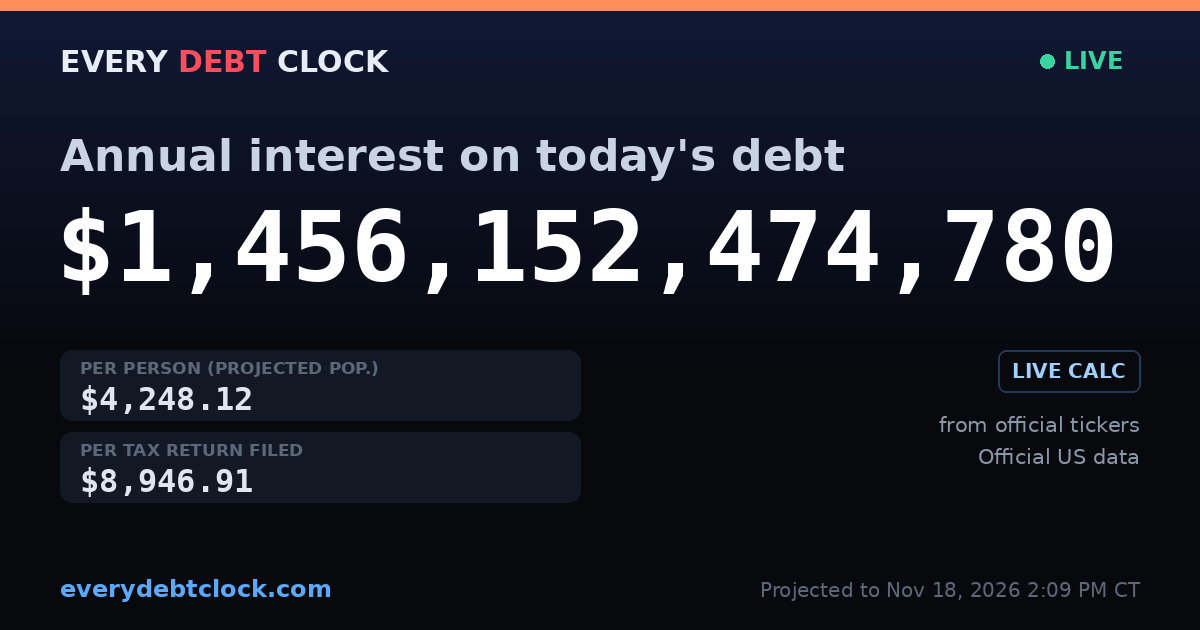 EVERY DEBT CLOCK
LIVE
Annual interest on today's debt
$1,456,152,474,780
PER PERSON (PROJECTED POP.)
$4,248.12
PER TAX RETURN FILED
$8,946.91
LIVE CALC
from official tickers
Official US data
everydebtclock.com
Projected to Nov 18, 2026 2:09 PM CT